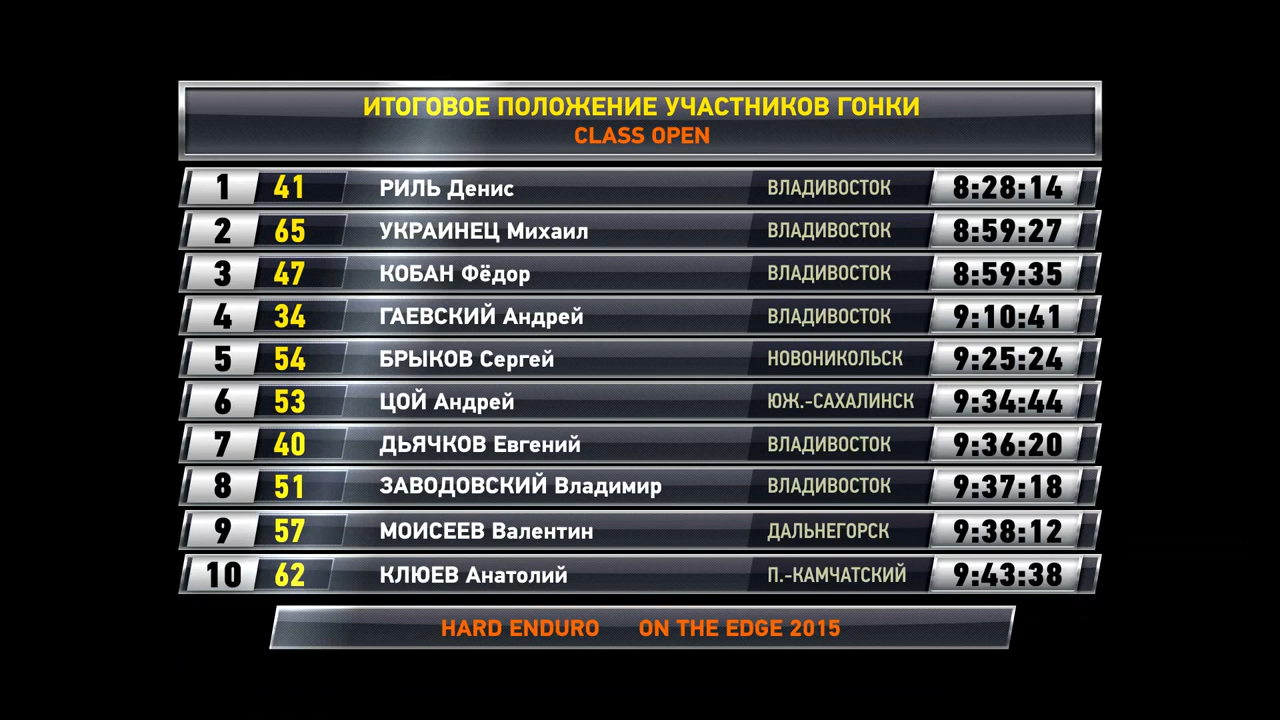 ИТОГОВОЕ ПОЛОЖЕНИЕ УЧАСТНИКОВ ГОНКИ
CLASS OPEN
1 41 РИЛЬ Денис ВЛАДИВОСТОК 8:28:14
2 65 УКРАИНЕЦ Михаил ВЛАДИВОСТОК 8:59:27
3 47 КОБАН Фёдор ВЛАДИВОСТОК 8:59:35
4 34 ГАЕВСКИЙ Андрей ВЛАДИВОСТОК 9:10:41
5 54 БРЫКОВ Сергей НОВОНИКОЛЬСК 9:25:24
6 53 ЦОЙ Андрей ЮЖ.-САХАЛИНСК 9:34:44
7 40 ДЬЯЧКОВ Евгений ВЛАДИВОСТОК 9:36:20
8 51 ЗАВОДОВСКИЙ Владимир ВЛАДИВОСТОК 9:37:18
9 57 МОИСЕЕВ Валентин ДАЛЬНЕГОРСК 9:38:12
10 62 КЛЮЕВ Анатолий П.-КАМЧАТСКИЙ 9:43:38
HARD ENDURO ON THE EDGE 2015